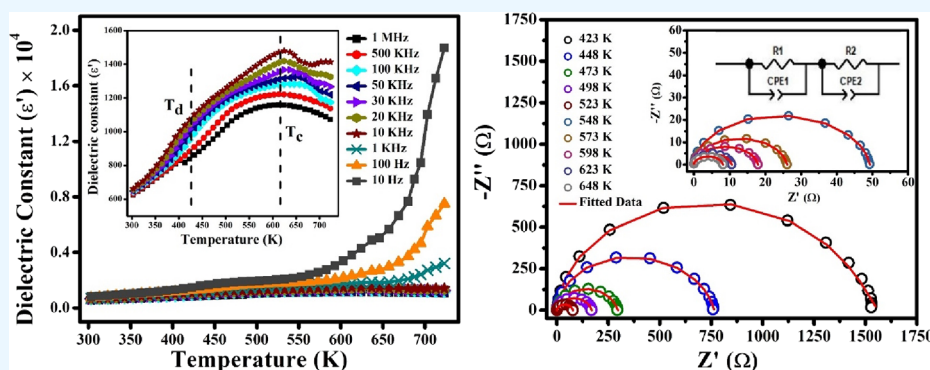 Dielectric Constant (ε') × 10⁴
2.0
1.6
1.2
0.8
0.4
0.0
300 350 400 450 500 550 600 650 700
Temperature (K)
Dielectric constant (ε')
1600
1400
1200
1000
800
600
300 350 400 450 500 550 600 650 700
Temperature (K)
T_d
T_c
1 MHz
500 KHz
100 KHz
50 KHz
30 KHz
20 KHz
10 KHz
1 KHz
100 Hz
10 Hz
-Z'' (Ω)
1750
1500
1250
1000
750
500
250
0
0 250 500 750 1000 1250 1500 1750
Z' (Ω)
423 K
448 K
473 K
498 K
523 K
548 K
573 K
598 K
623 K
648 K
Fitted Data
R1 R2
CPE1 CPE2
-Z'' (Ω)
60
50
40
30
20
10
0
0 10 20 30 40 50 60
Z' (Ω)